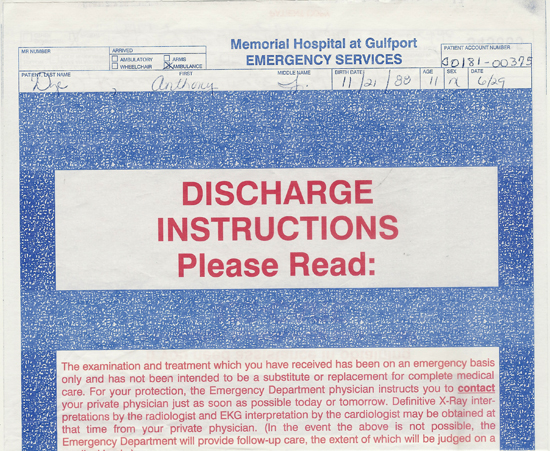 Memorial Hospital at Gulfport
EMERGENCY SERVICES
MR NUMBER
ARRIVED
AMBULATORY ARMS
WHEELCHAIR AMBULANCE
PATIENT ACCOUNT NUMBER
0181-00375
PATIENT LAST NAME FIRST MIDDLE NAME BIRTH DATE AGE SEX DATE
Dye, Anthony J. 11/21/88 11 M 6/29
DISCHARGE
INSTRUCTIONS
Please Read:
The examination and treatment which you have received has been on an emergency basis
only and has not been intended to be a substitute or replacement for complete medical
care. For your protection, the Emergency Department physician instructs you to contact
your private physician just as soon as possible today or tomorrow. Definitive X-Ray inter-
pretations by the radiologist and EKG interpretation by the cardiologist may be obtained at
that time from your private physician. (In the event the above is not possible, the
Emergency Department will provide follow-up care, the extent of which will be judged on a